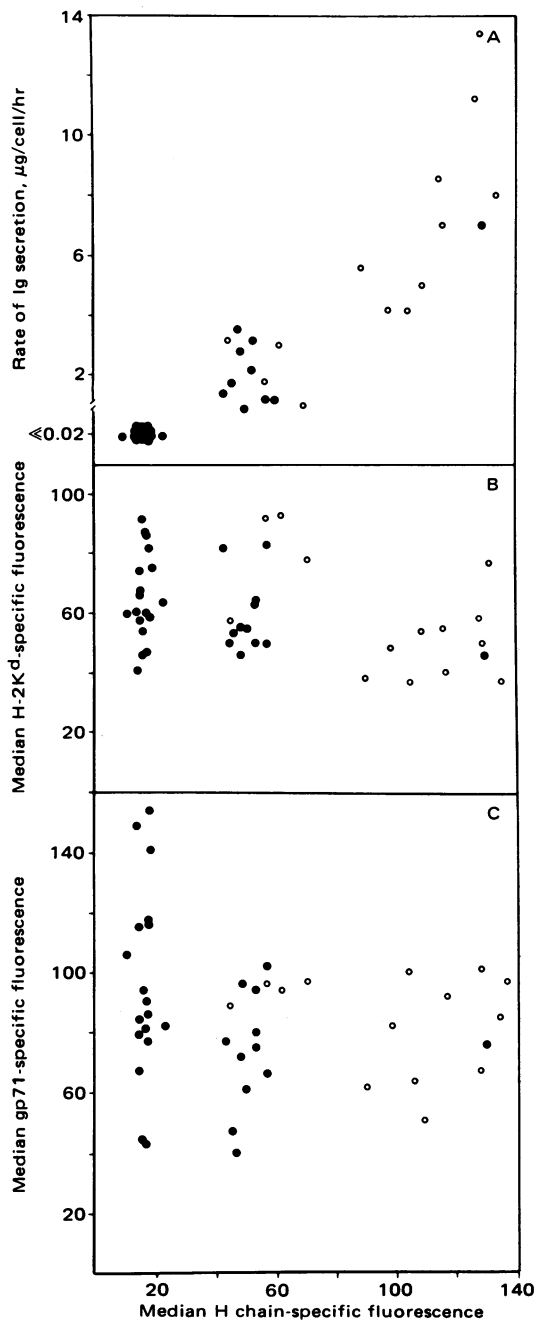 A
Rate of Ig secretion, µg/cell/hr
14
10
6
2
⩽0.02
B
Median H-2Kᵈ-specific fluorescence
100
60
20
C
Median gp71-specific fluorescence
140
100
60
20
20 60 100 140
Median H chain-specific fluorescence